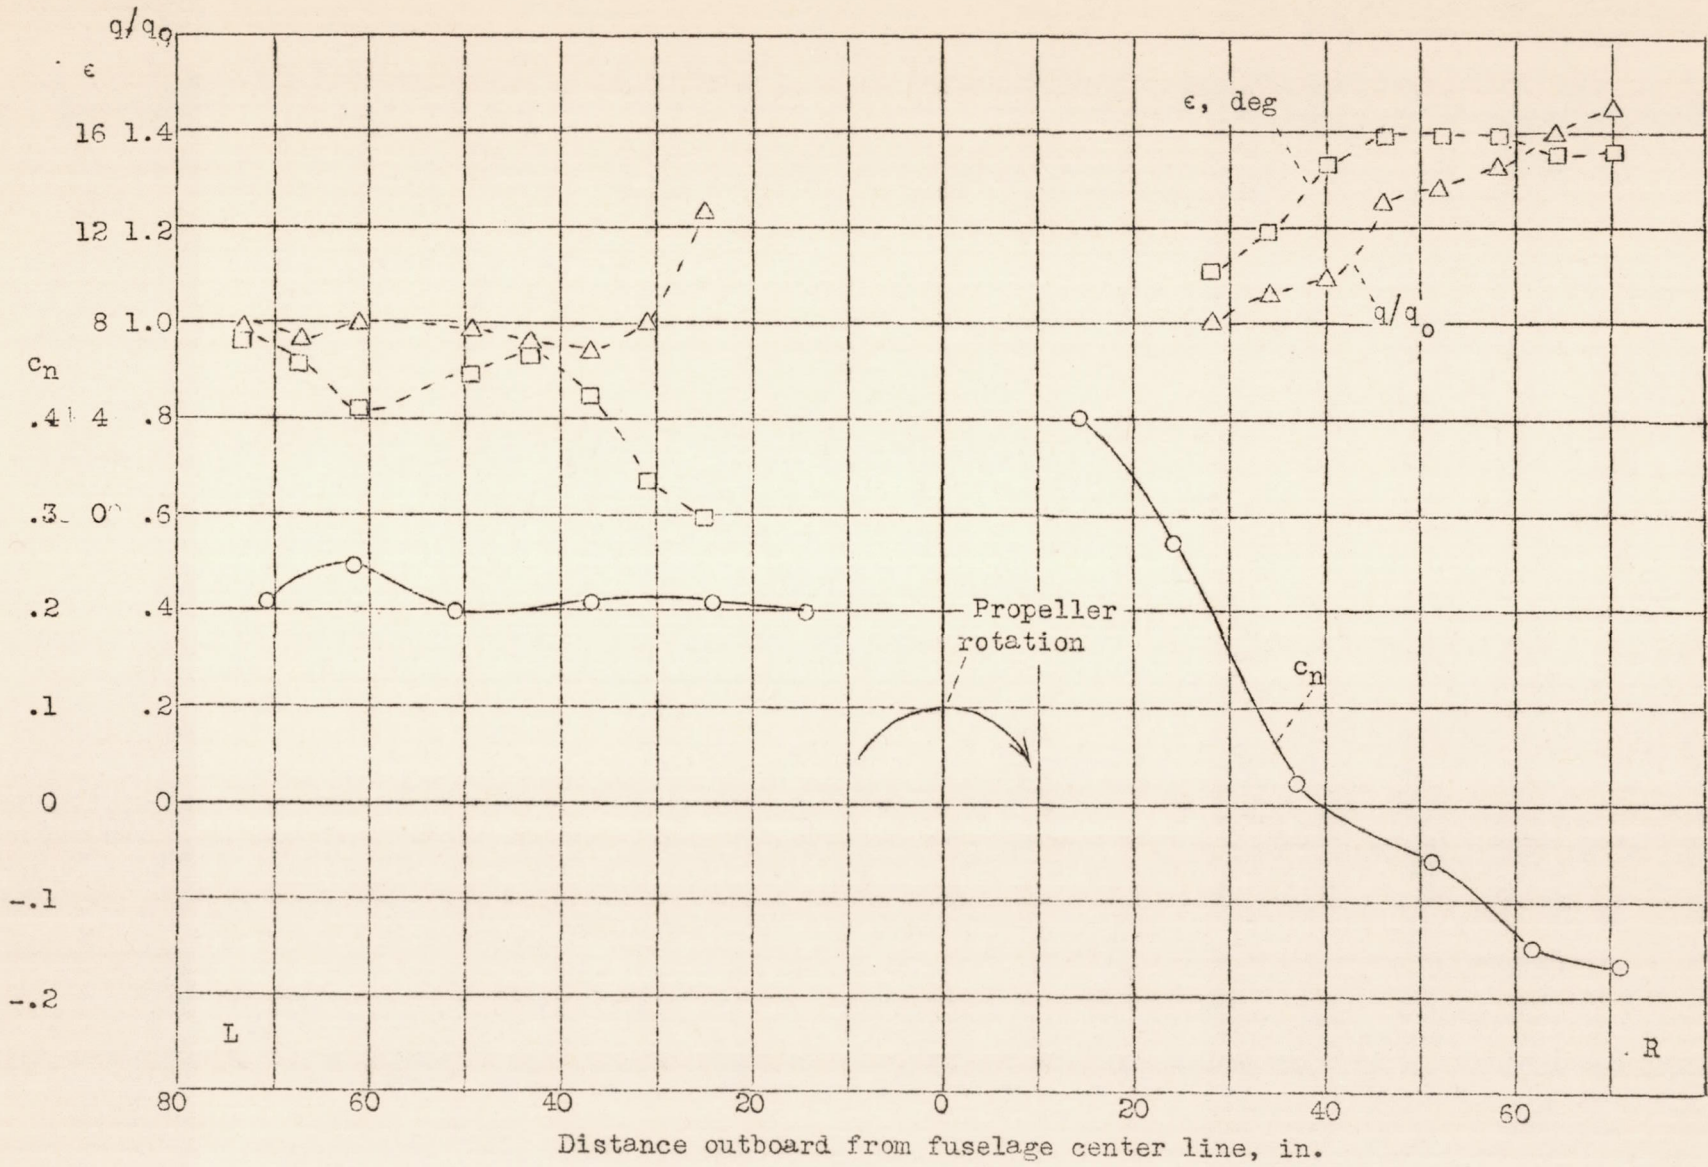 q/q₀
ϵ
16 1.4
ϵ, deg
12 1.2
8 1.0
q/q₀
cₙ
.4 4 .8
.3 0 .6
.2 .4
Propeller
rotation
cₙ
.1 .2
0 0
-.1
-.2
L
R
80 60 40 20 0 20 40 60
Distance outboard from fuselage center line, in.